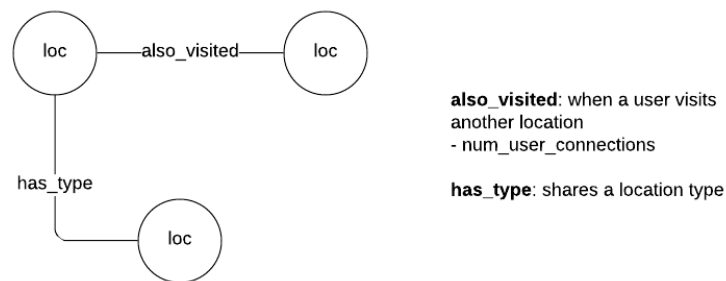 loc
also_visited
loc
has_type
loc
also_visited: when a user visits
another location
- num_user_connections
has_type: shares a location type